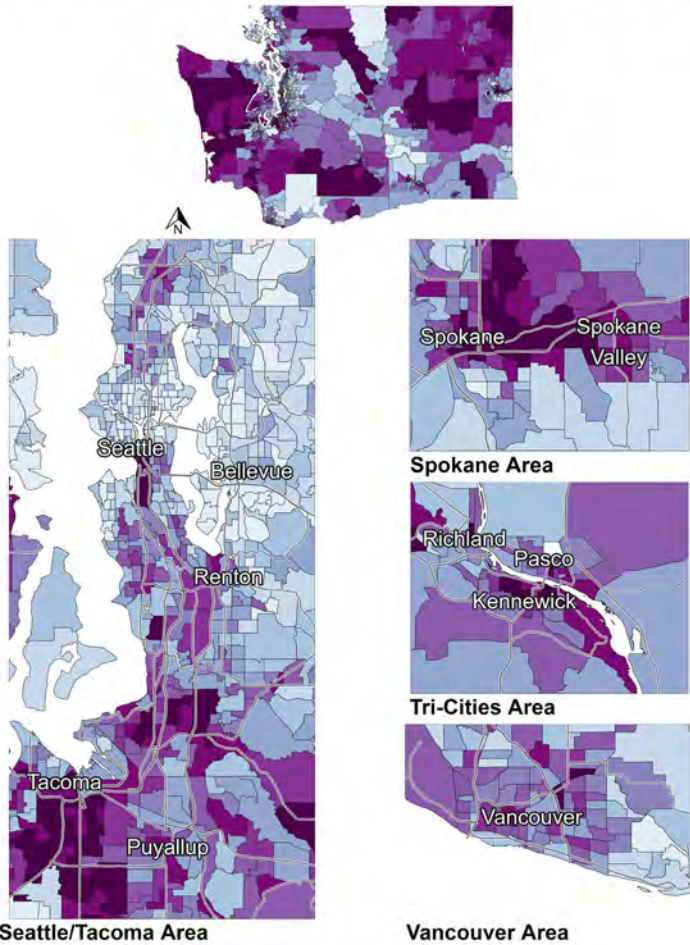 N
Seattle
Bellevue
Renton
Tacoma
Puyallup
Seattle/Tacoma Area
Spokane
Spokane
Valley
Spokane Area
Richland
Pasco
Kennewick
Tri-Cities Area
Vancouver
Vancouver Area